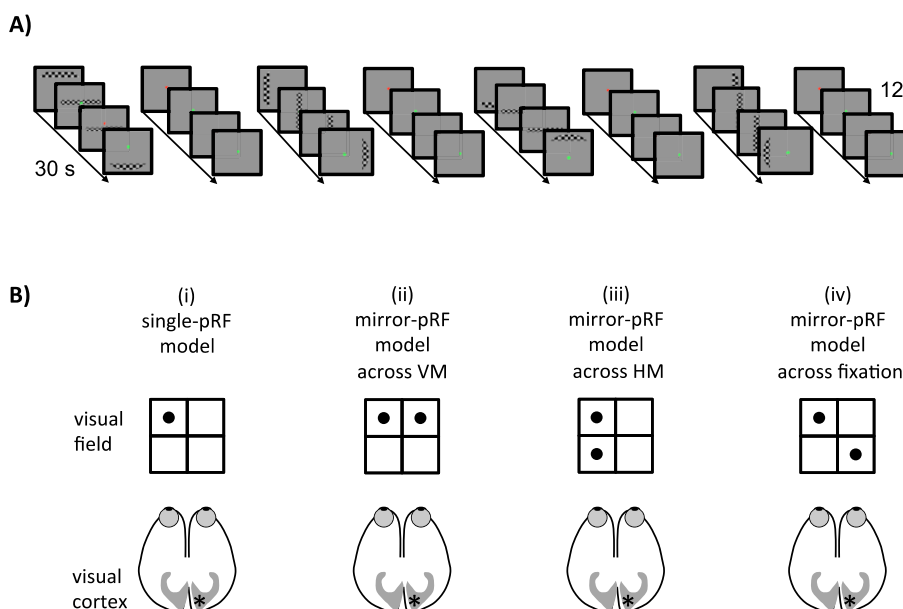 A)
12
30 s
B)
(i)
single-pRF
model
(ii)
mirror-pRF
model
across VM
(iii)
mirror-pRF
model
across HM
(iv)
mirror-pRF
model
across fixation
visual
field
visual
cortex
*
*
*
*